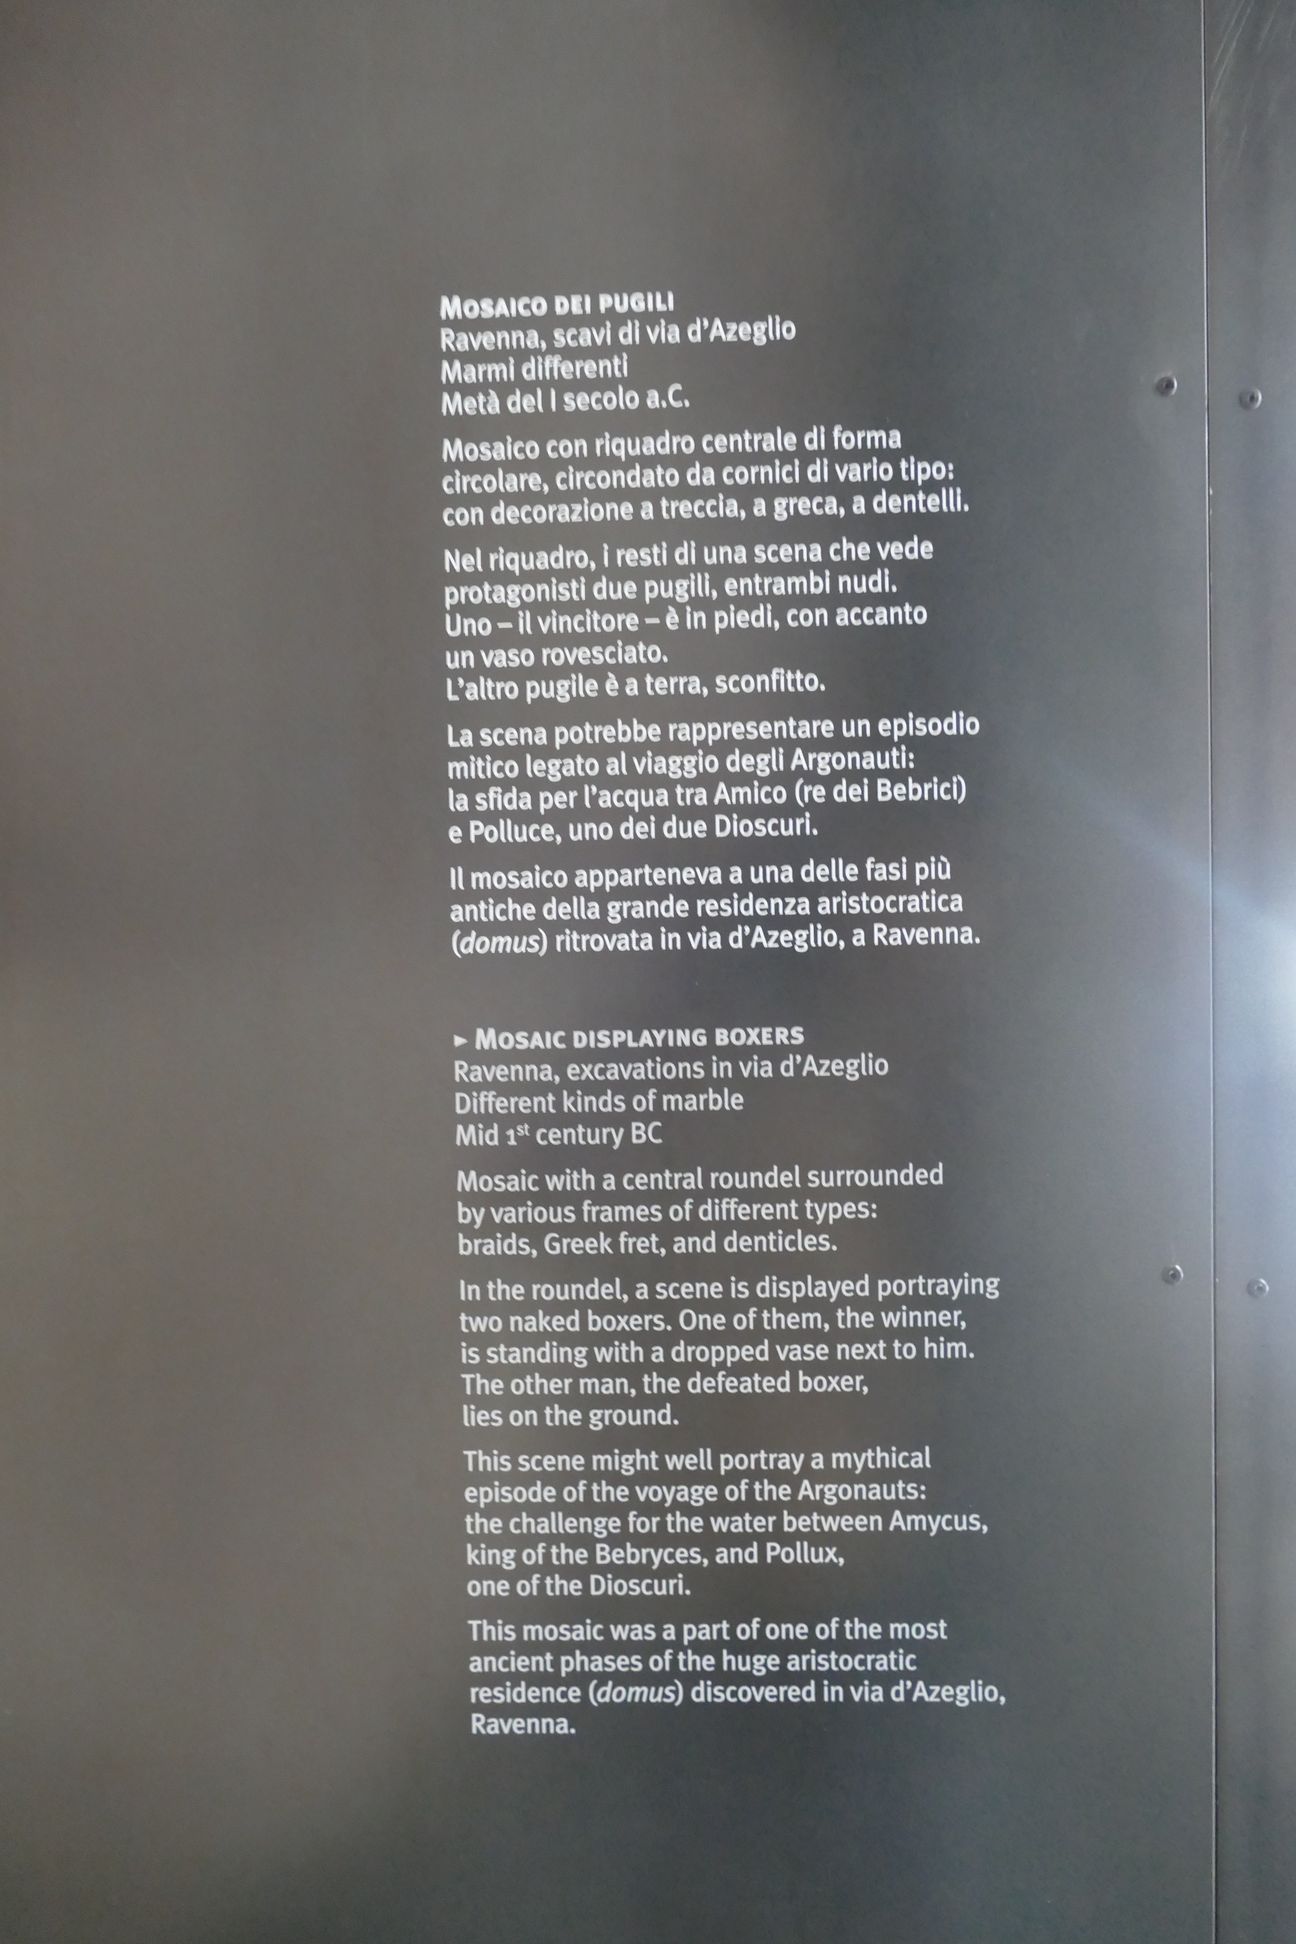 MOSAICO DEI PUGILI
Ravenna, scavi di via d’Azeglio
Marmi differenti
Metà del I secolo a.C.
Mosaico con riquadro centrale di forma
circolare, circondato da cornici di vario tipo:
con decorazione a treccia, a greca, a dentelli.
Nel riquadro, i resti di una scena che vede
protagonisti due pugili, entrambi nudi.
Uno – il vincitore – è in piedi, con accanto
un vaso rovesciato.
L’altro pugile è a terra, sconfitto.
La scena potrebbe rappresentare un episodio
mitico legato al viaggio degli Argonauti:
la sfida per l’acqua tra Amico (re dei Bebrici)
e Polluce, uno dei due Dioscuri.
Il mosaico apparteneva a una delle fasi più
antiche della grande residenza aristocratica
(domus) ritrovata in via d’Azeglio, a Ravenna.
► MOSAIC DISPLAYING BOXERS
Ravenna, excavations in via d’Azeglio
Different kinds of marble
Mid 1st century BC
Mosaic with a central roundel surrounded
by various frames of different types:
braids, Greek fret, and denticles.
In the roundel, a scene is displayed portraying
two naked boxers. One of them, the winner,
is standing with a dropped vase next to him.
The other man, the defeated boxer,
lies on the ground.
This scene might well portray a mythical
episode of the voyage of the Argonauts:
the challenge for the water between Amycus,
king of the Bebryces, and Pollux,
one of the Dioscuri.
This mosaic was a part of one of the most
ancient phases of the huge aristocratic
residence (domus) discovered in via d’Azeglio,
Ravenna.